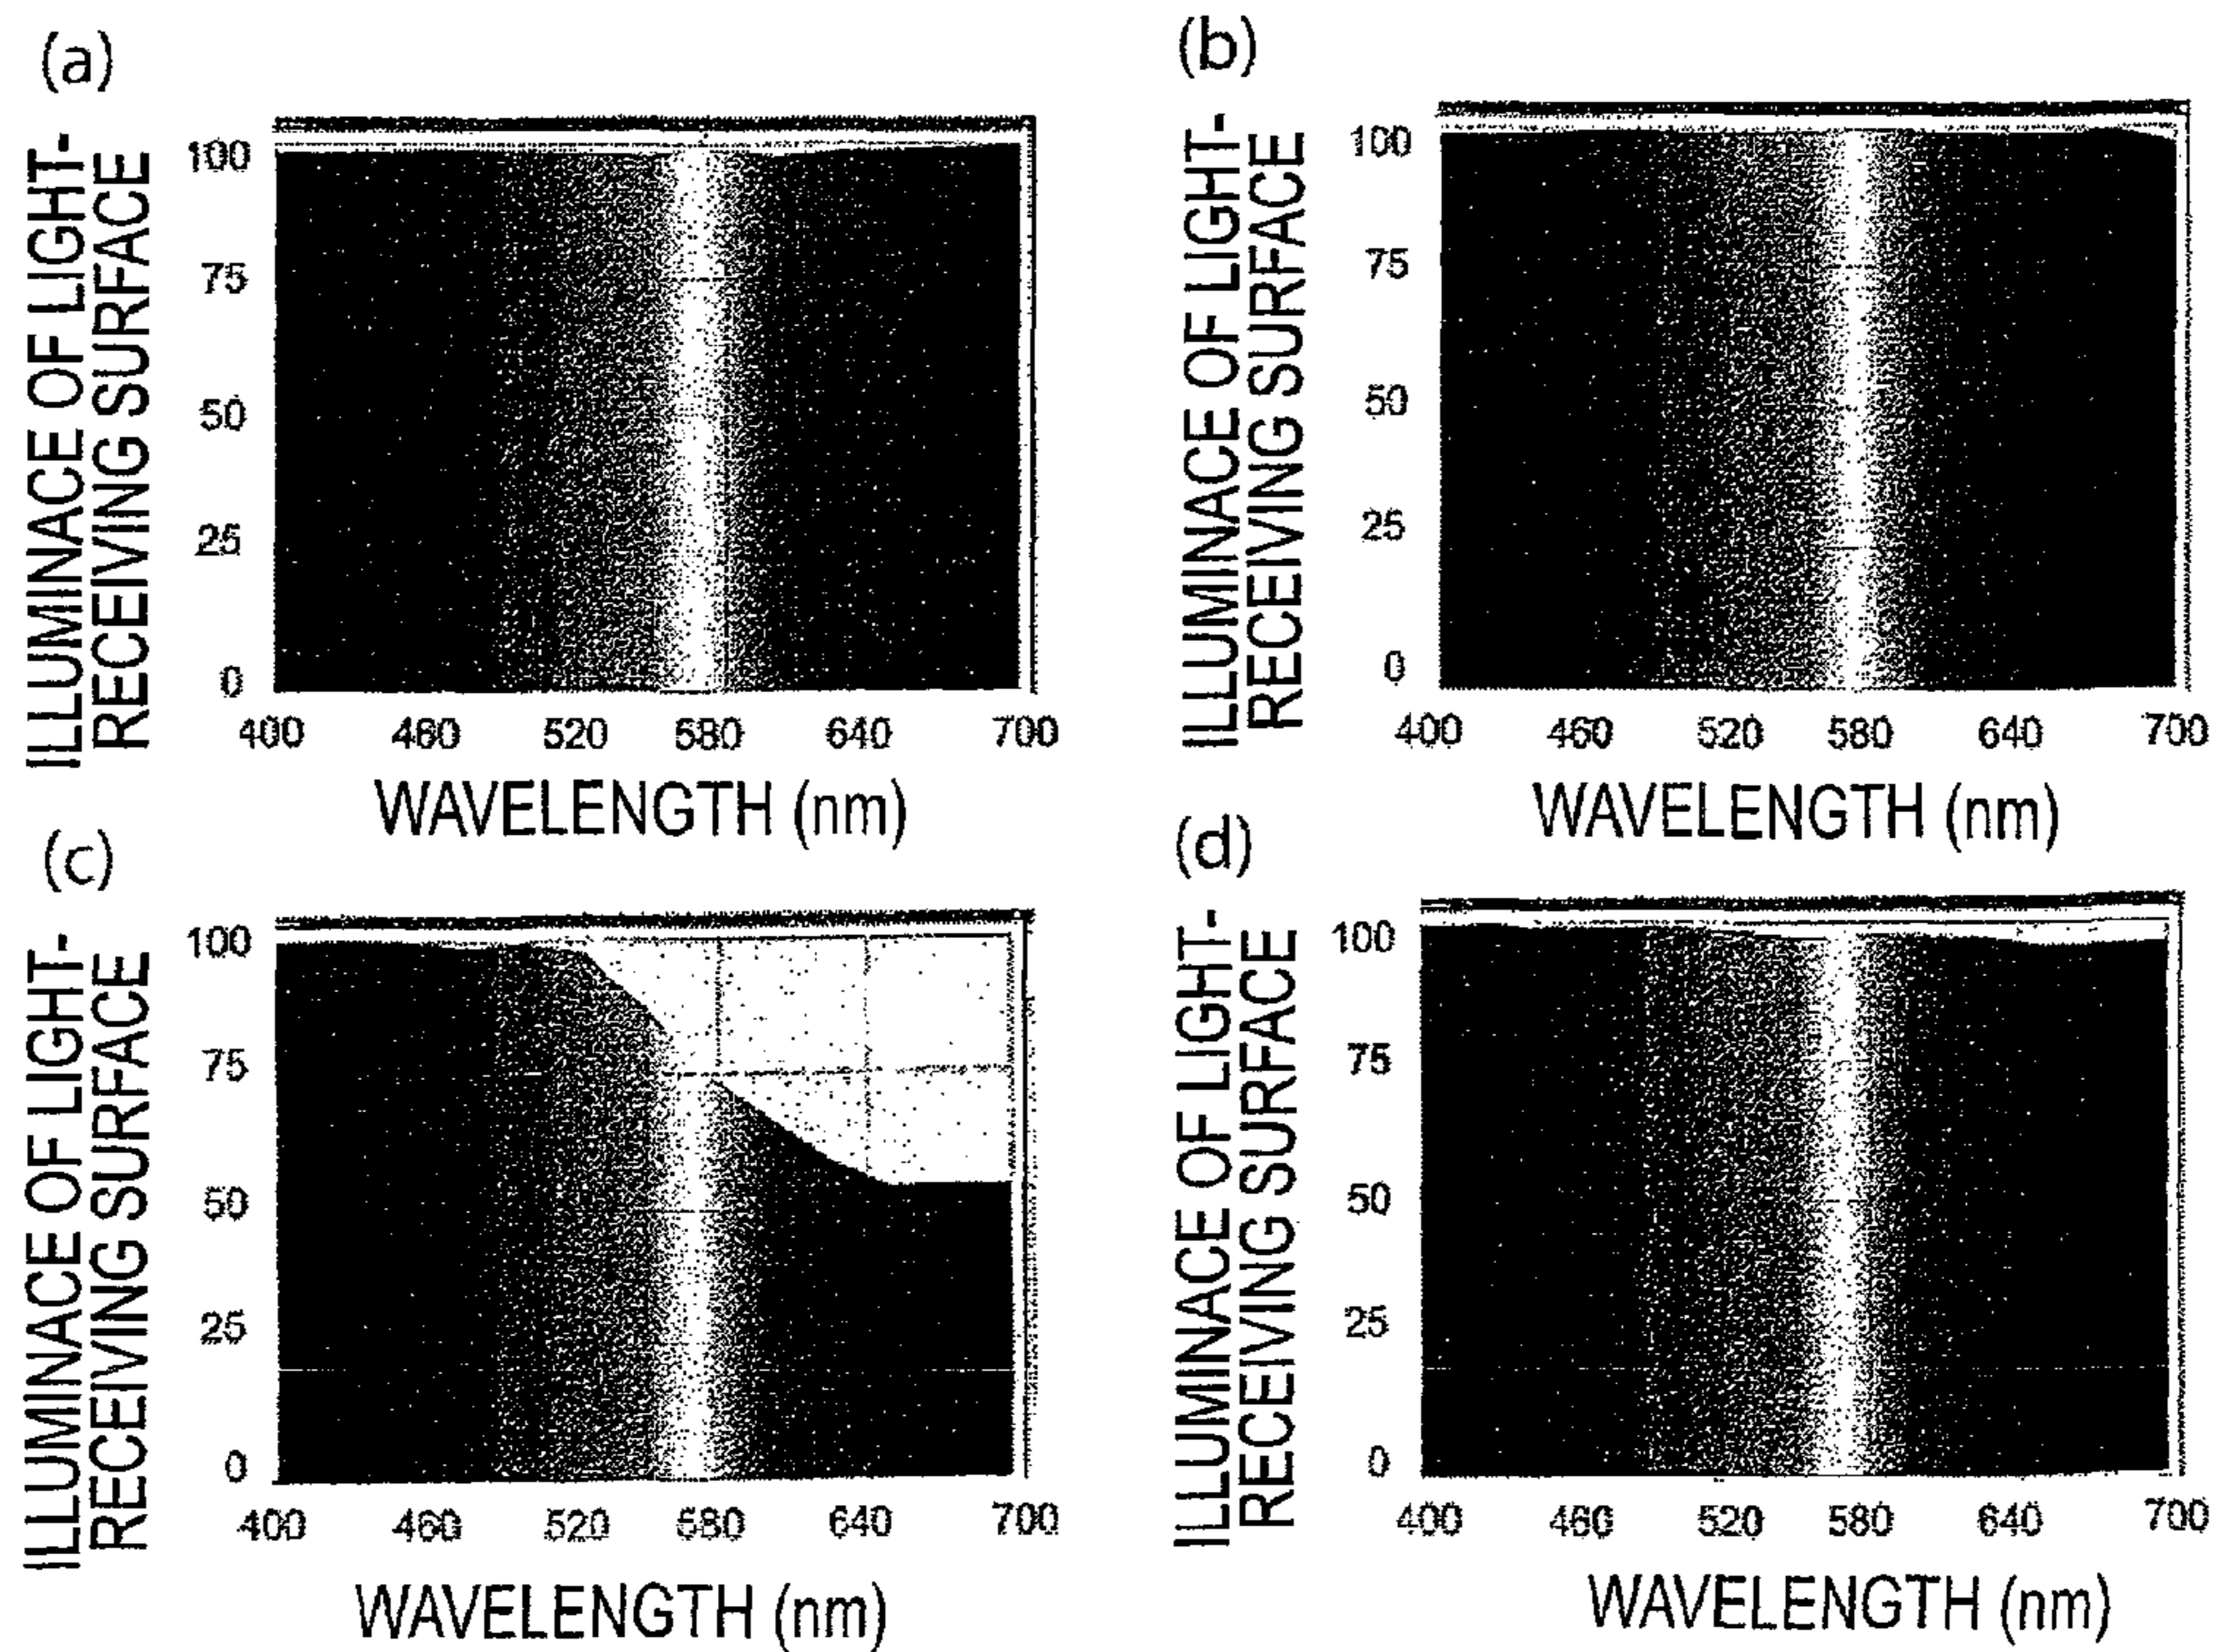 (a)
ILLUMINACE OF LIGHT-
RECEIVING SURFACE
100
75
50
25
0
400 460 520 580 640 700
WAVELENGTH (nm)
(b)
ILLUMINACE OF LIGHT-
RECEIVING SURFACE
100
75
50
25
0
400 460 520 580 640 700
WAVELENGTH (nm)
(c)
ILLUMINACE OF LIGHT-
RECEIVING SURFACE
100
75
50
25
0
400 460 520 580 640 700
WAVELENGTH (nm)
(d)
ILLUMINACE OF LIGHT-
RECEIVING SURFACE
100
75
50
25
0
400 460 520 580 640 700
WAVELENGTH (nm)